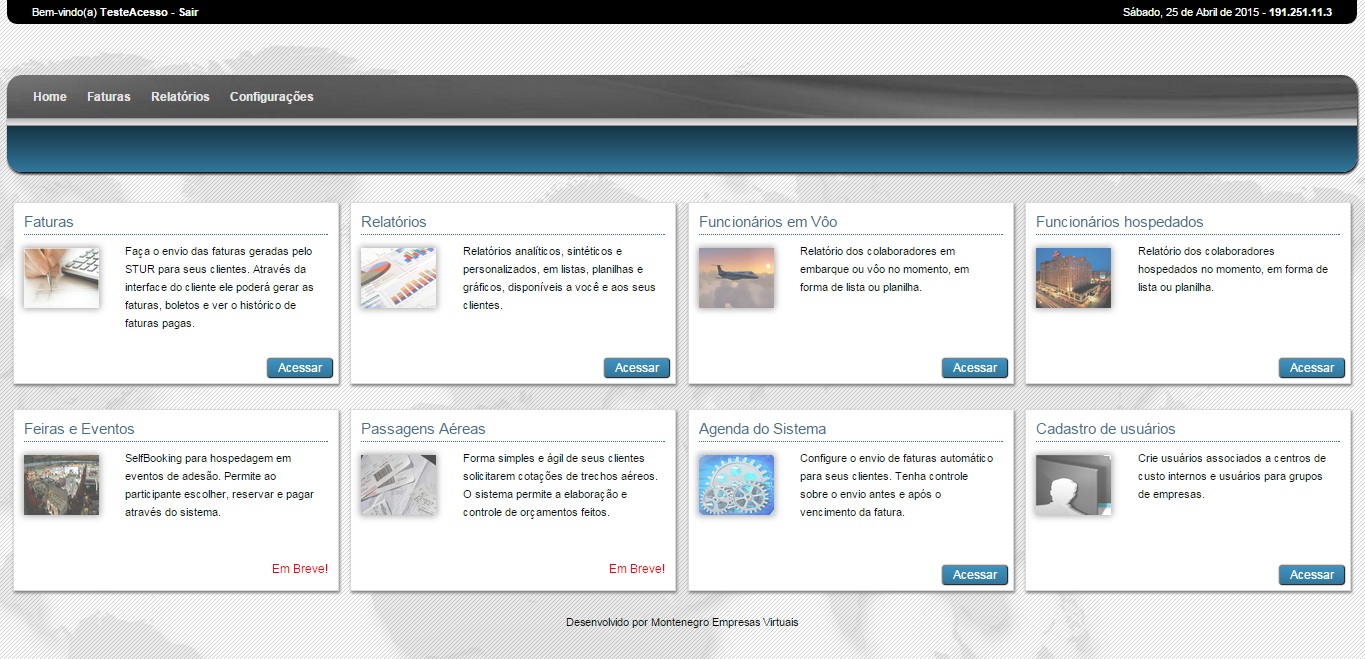 Bem-vindo(a) TesteAcesso - Sair
Sábado, 25 de Abril de 2015 - 191.251.11.3
Home Faturas Relatórios Configurações
Faturas
Faça o envio das faturas geradas pelo
STUR para seus clientes. Através da
interface do cliente ele poderá gerar as
faturas, boletos e ver o histórico de
faturas pagas.
Acessar
Relatórios
Relatórios analíticos, sintéticos e
personalizados, em listas, planilhas e
gráficos, disponíveis a você e aos seus
clientes.
Acessar
Funcionários em Vôo
Relatório dos colaboradores em
embarque ou vôo no momento, em
forma de lista ou planilha.
Acessar
Funcionários hospedados
Relatório dos colaboradores
hospedados no momento, em forma de
lista ou planilha.
Acessar
Feiras e Eventos
SelfBooking para hospedagem em
eventos de adesão. Permite ao
participante escolher, reservar e pagar
através do sistema.
Em Breve!
Passagens Aéreas
Forma simples e ágil de seus clientes
solicitarem cotações de trechos aéreos.
O sistema permite a elaboração e
controle de orçamentos feitos.
Em Breve!
Agenda do Sistema
Configure o envio de faturas automático
para seus clientes. Tenha controle
sobre o envio antes e após o
vencimento da fatura.
Acessar
Cadastro de usuários
Crie usuários associados a centros de
custo internos e usuários para grupos
de empresas.
Acessar
Desenvolvido por Montenegro Empresas Virtuais